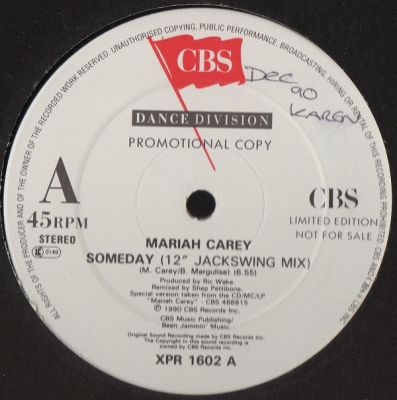 ALL RIGHTS OF THE PRODUCER AND OF THE OWNER OF THE RECORDED WORK RESERVED. UNAUTHORISED COPYING, PUBLIC PERFORMANCE, BROADCASTING, HIRING OR RENTAL OF THIS RECORDING PROHIBITED.
CBS
Dec
90
KAREN
DANCE DIVISION
PROMOTIONAL COPY
A
45RPM
STEREO
CBS
LIMITED EDITION
NOT FOR SALE
MARIAH CAREY
SOMEDAY (12" JACKSWING MIX)
(M. Carey/B. Margulise) (6.55)
Produced by Ric Wake.
Remixed by Shep Pettibone.
Special version taken from the CD/MC/LP
"Mariah Carey" - CBS 466815
℗ 1990 CBS Records Inc.
CBS Music Publishing/
Been Jammin' Music.
Original Sound Recording made by CBS Records Inc.
The Copyright in this sound recording is
owned by CBS Records Inc.
XPR 1602 A